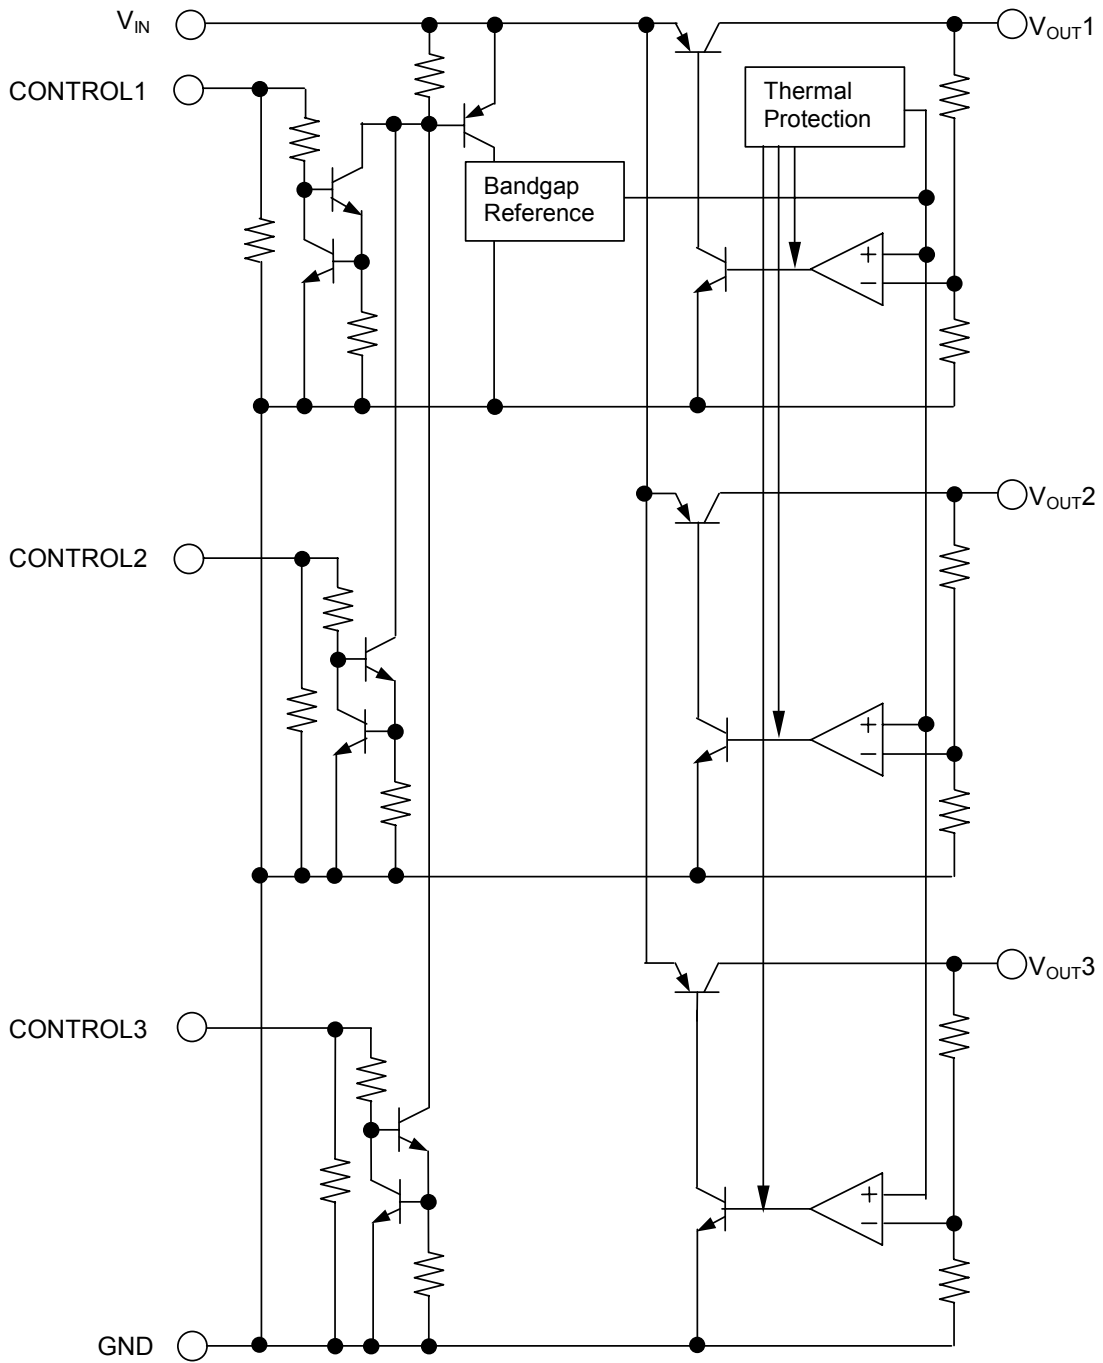 VIN
VOUT1
CONTROL1
Thermal
Protection
Bandgap
Reference
+
−
VOUT2
CONTROL2
+
−
VOUT3
CONTROL3
+
−
GND